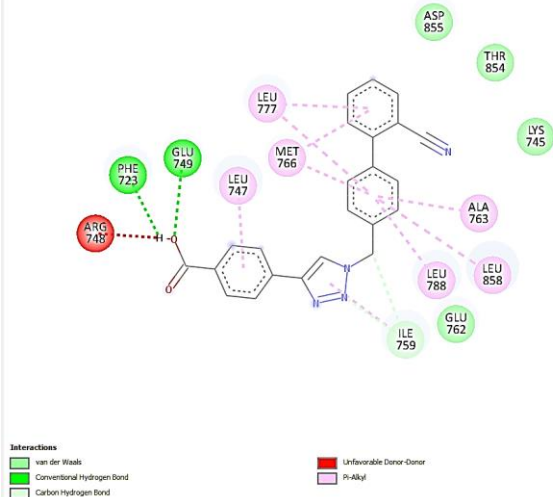 ASP
855
THR
854
LEU
777
LYS
745
GLU
749
MET
766
N
PHE
723
LEU
747
ALA
763
ARG
748
H
O
O
N
N
N
LEU
788
LEU
858
GLU
762
ILE
759
Interactions
van der Waals
Conventional Hydrogen Bond
Carbon Hydrogen Bond
Unfavorable Donor-Donor
Pi-Alkyl